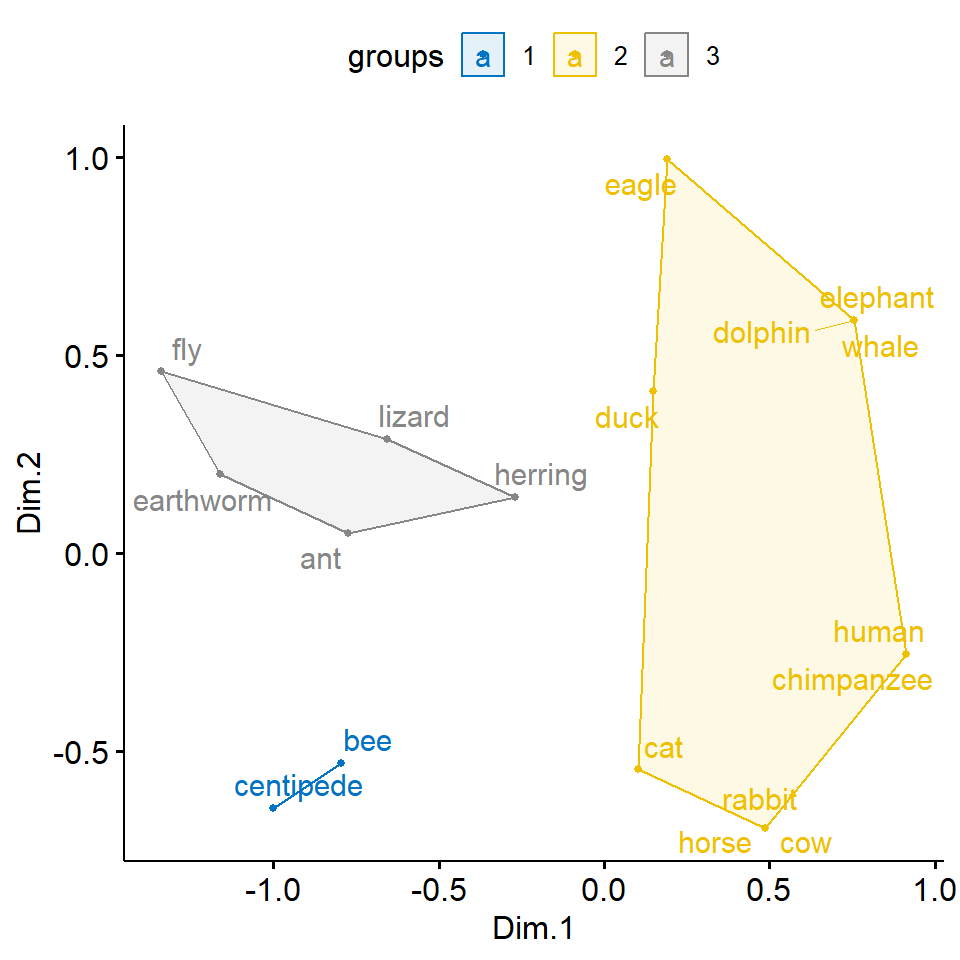 groups a 1 a 2 a 3
1.0
eagle
elephant
dolphin
whale
fly
0.5
lizard
duck
herring
earthworm
Dim.2
0.0
ant
human
chimpanzee
bee
cat
-0.5
centipede
rabbit
horse cow
-1.0 -0.5 0.0 0.5 1.0
Dim.1